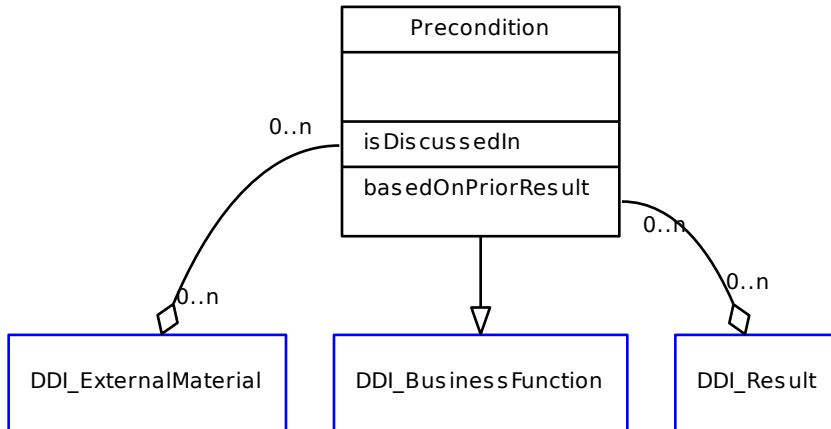 Precondition
0..n
isDiscussedIn
basedOnPriorResult
0..n
0..n
0..n
DDI_ExternalMaterial
DDI_BusinessFunction
DDI_Result